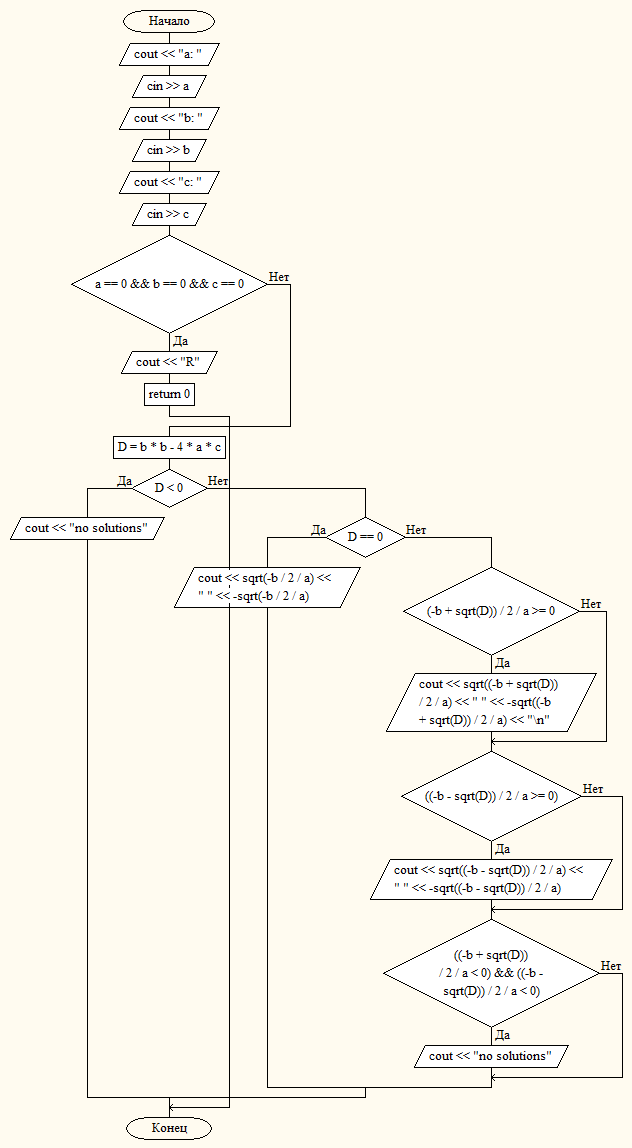 Начало
cout << "a: "
cin >> a
cout << "b: "
cin >> b
cout << "c: "
cin >> c
a == 0 && b == 0 && c == 0
Нет
Да
cout << "R"
return 0
D = b * b - 4 * a * c
Да
D < 0
Нет
cout << "no solutions"
Да
D == 0
Нет
cout << sqrt(-b / 2 / a) <<
" " << -sqrt(-b / 2 / a)
(-b + sqrt(D)) / 2 / a >= 0
Нет
Да
cout << sqrt((-b + sqrt(D))
/ 2 / a) << " " << -sqrt((-b
+ sqrt(D)) / 2 / a) << "\n"
((-b - sqrt(D)) / 2 / a >= 0)
Нет
Да
cout << sqrt((-b - sqrt(D)) / 2 / a) <<
" " << -sqrt((-b - sqrt(D)) / 2 / a)
((-b + sqrt(D))
/ 2 / a < 0) && ((-b -
sqrt(D)) / 2 / a < 0)
Нет
Да
cout << "no solutions"
Конец